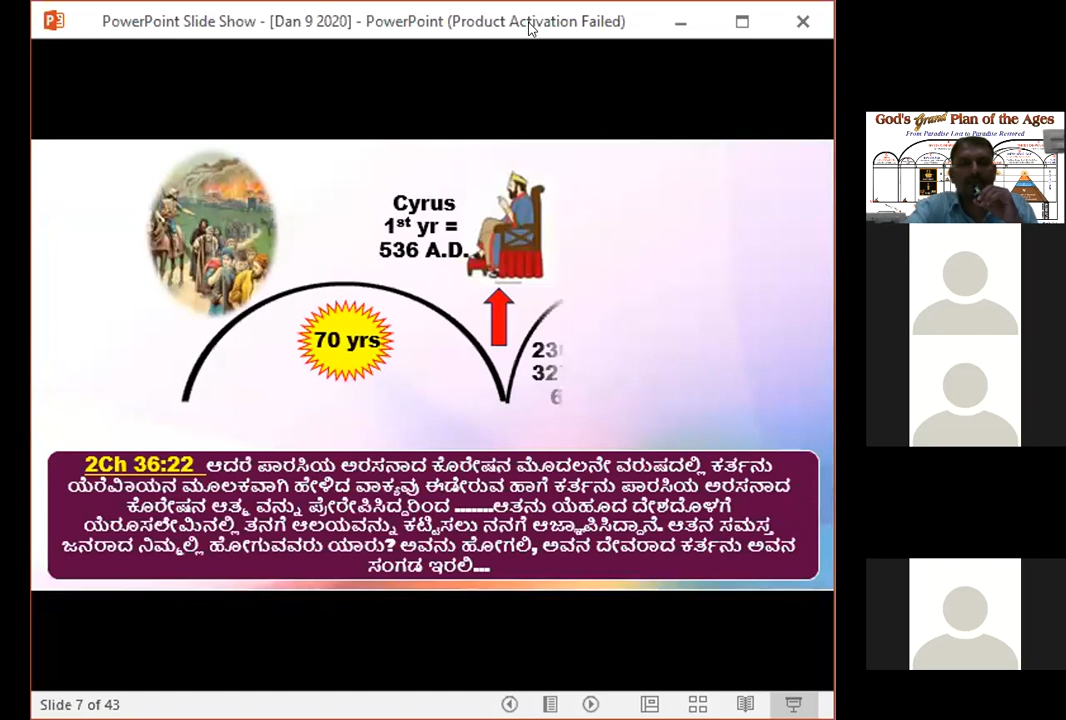 PowerPoint Slide Show - [Dan 9 2020] - PowerPoint (Product Activation Failed)
God's Grand Plan of the Ages
From Paradise Lost to Paradise Restored
Cyrus
1st yr =
536 A.D.
70 yrs
23
32
6
2Ch 36:22 ಆದರೆ ಪಾರಸಿಯ ಅರಸನಾದ ಕೊರೇಷನ ಮೊದಲನೇ ವರುಷದಲ್ಲಿ ಕರ್ತನು
ಯೆರೆಮಿಾಯನ ಮೂಲಕವಾಗಿ ಹೇಳಿದ ವಾಕ್ಯವು ಈಡೇರುವ ಹಾಗೆ ಕರ್ತನು ಪಾರಸಿಯ ಅರಸನಾದ
ಕೊರೇಷನ ಆತ್ಮ ವನ್ನು ಪ್ರೇರೇಪಿಸಿದ್ದರಿಂದ .......ಆತನು ಯೆಹೂದ ದೇಶದೊಳಗೆ
ಯೆರೂಸಲೇಮಿನಲ್ಲಿ ತನಗೆ ಆಲಯವನ್ನು ಕಟ್ಟಿಸಲು ನನಗೆ ಆಜ್ಞಾಪಿಸಿದ್ದಾನೆ. ಆತನ ಸಮಸ್ತ
ಜನರಾದ ನಿಮ್ಮಲ್ಲಿ ಹೋಗುವವರು ಯಾರು? ಅವನು ಹೋಗಲಿ, ಅವನ ದೇವರಾದ ಕರ್ತನು ಅವನ
ಸಂಗಡ ಇರಲಿ...
Slide 7 of 43